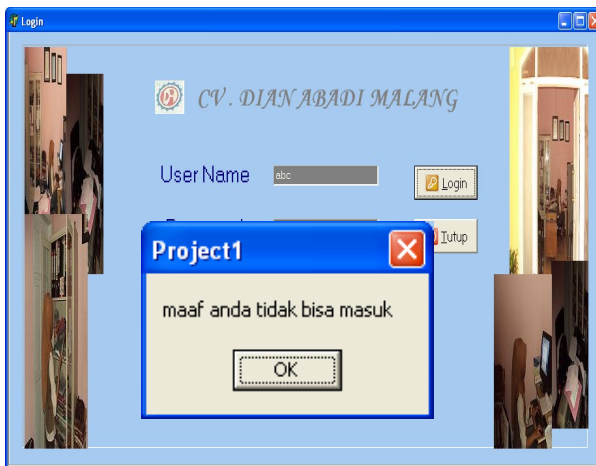 Login
CV. DIAN ABADI MALANG
User Name
abc
Login
Tutup
Project1
maaf anda tidak bisa masuk
OK